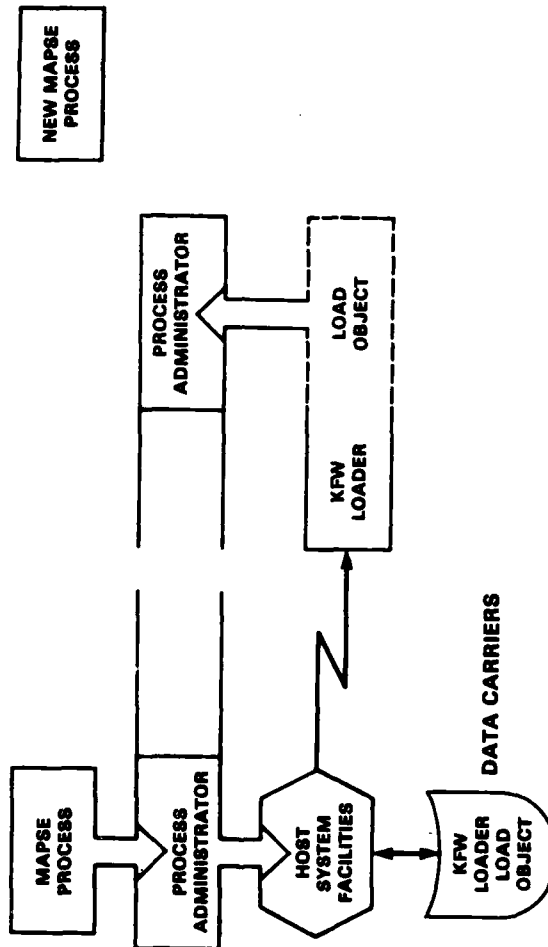 MAPSE
PROCESS
NEW MAPSE
PROCESS
PROCESS
ADMINISTRATOR
PROCESS
ADMINISTRATOR
HOST
SYSTEM
FACILITIES
KFW
LOADER
LOAD
OBJECT
DATA CARRIERS
KFW
LOADER
LOAD
OBJECT